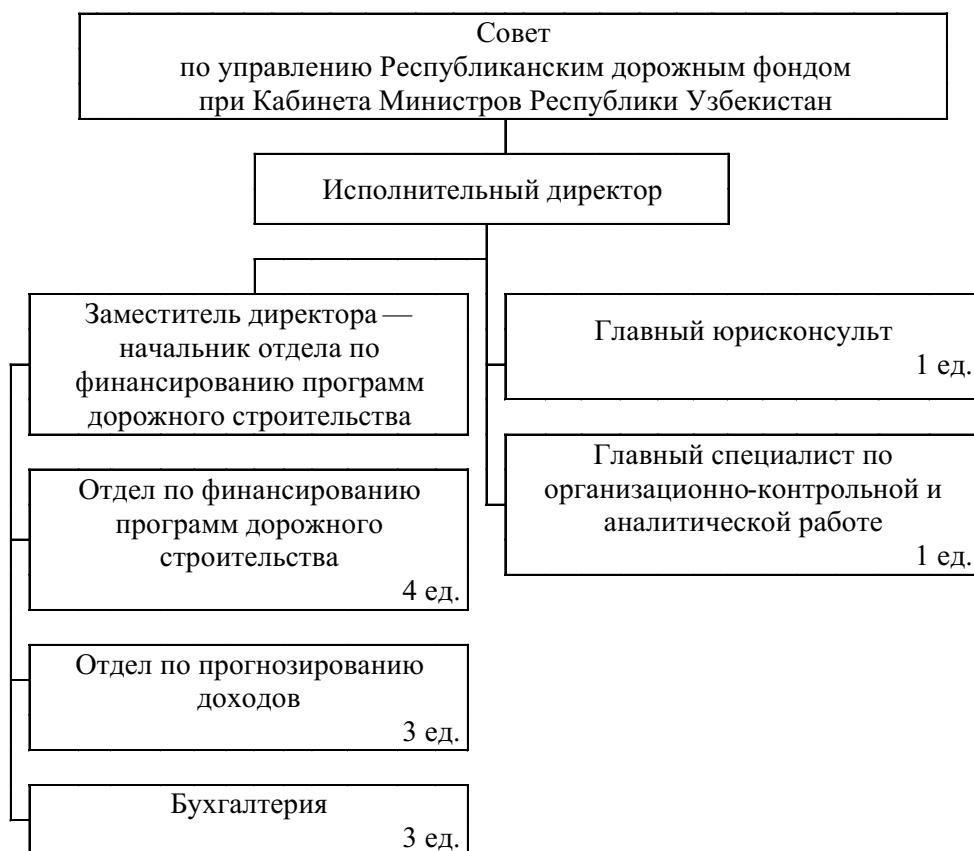 Совет
по управлению Республиканским дорожным фондом
при Кабинета Министров Республики Узбекистан
Исполнительный директор
Заместитель директора —
начальник отдела по
финансированию программ
дорожного строительства
Отдел по финансированию
программ дорожного
строительства
4 ед.
Отдел по прогнозированию
доходов
3 ед.
Бухгалтерия
3 ед.
Главный юрисконсульт
1 ед.
Главный специалист по
организационно-контрольной и
аналитической работе
1 ед.